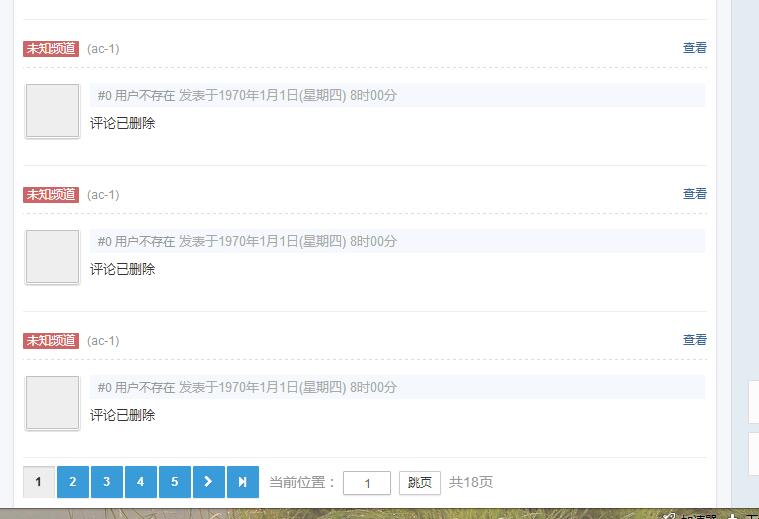 未知频道 (ac-1) 查看
#0 用户不存在 发表于1970年1月1日(星期四) 8时00分
评论已删除
未知频道 (ac-1) 查看
#0 用户不存在 发表于1970年1月1日(星期四) 8时00分
评论已删除
未知频道 (ac-1) 查看
#0 用户不存在 发表于1970年1月1日(星期四) 8时00分
评论已删除
1 2 3 4 5 当前位置： 1 跳页 共18页
加速器